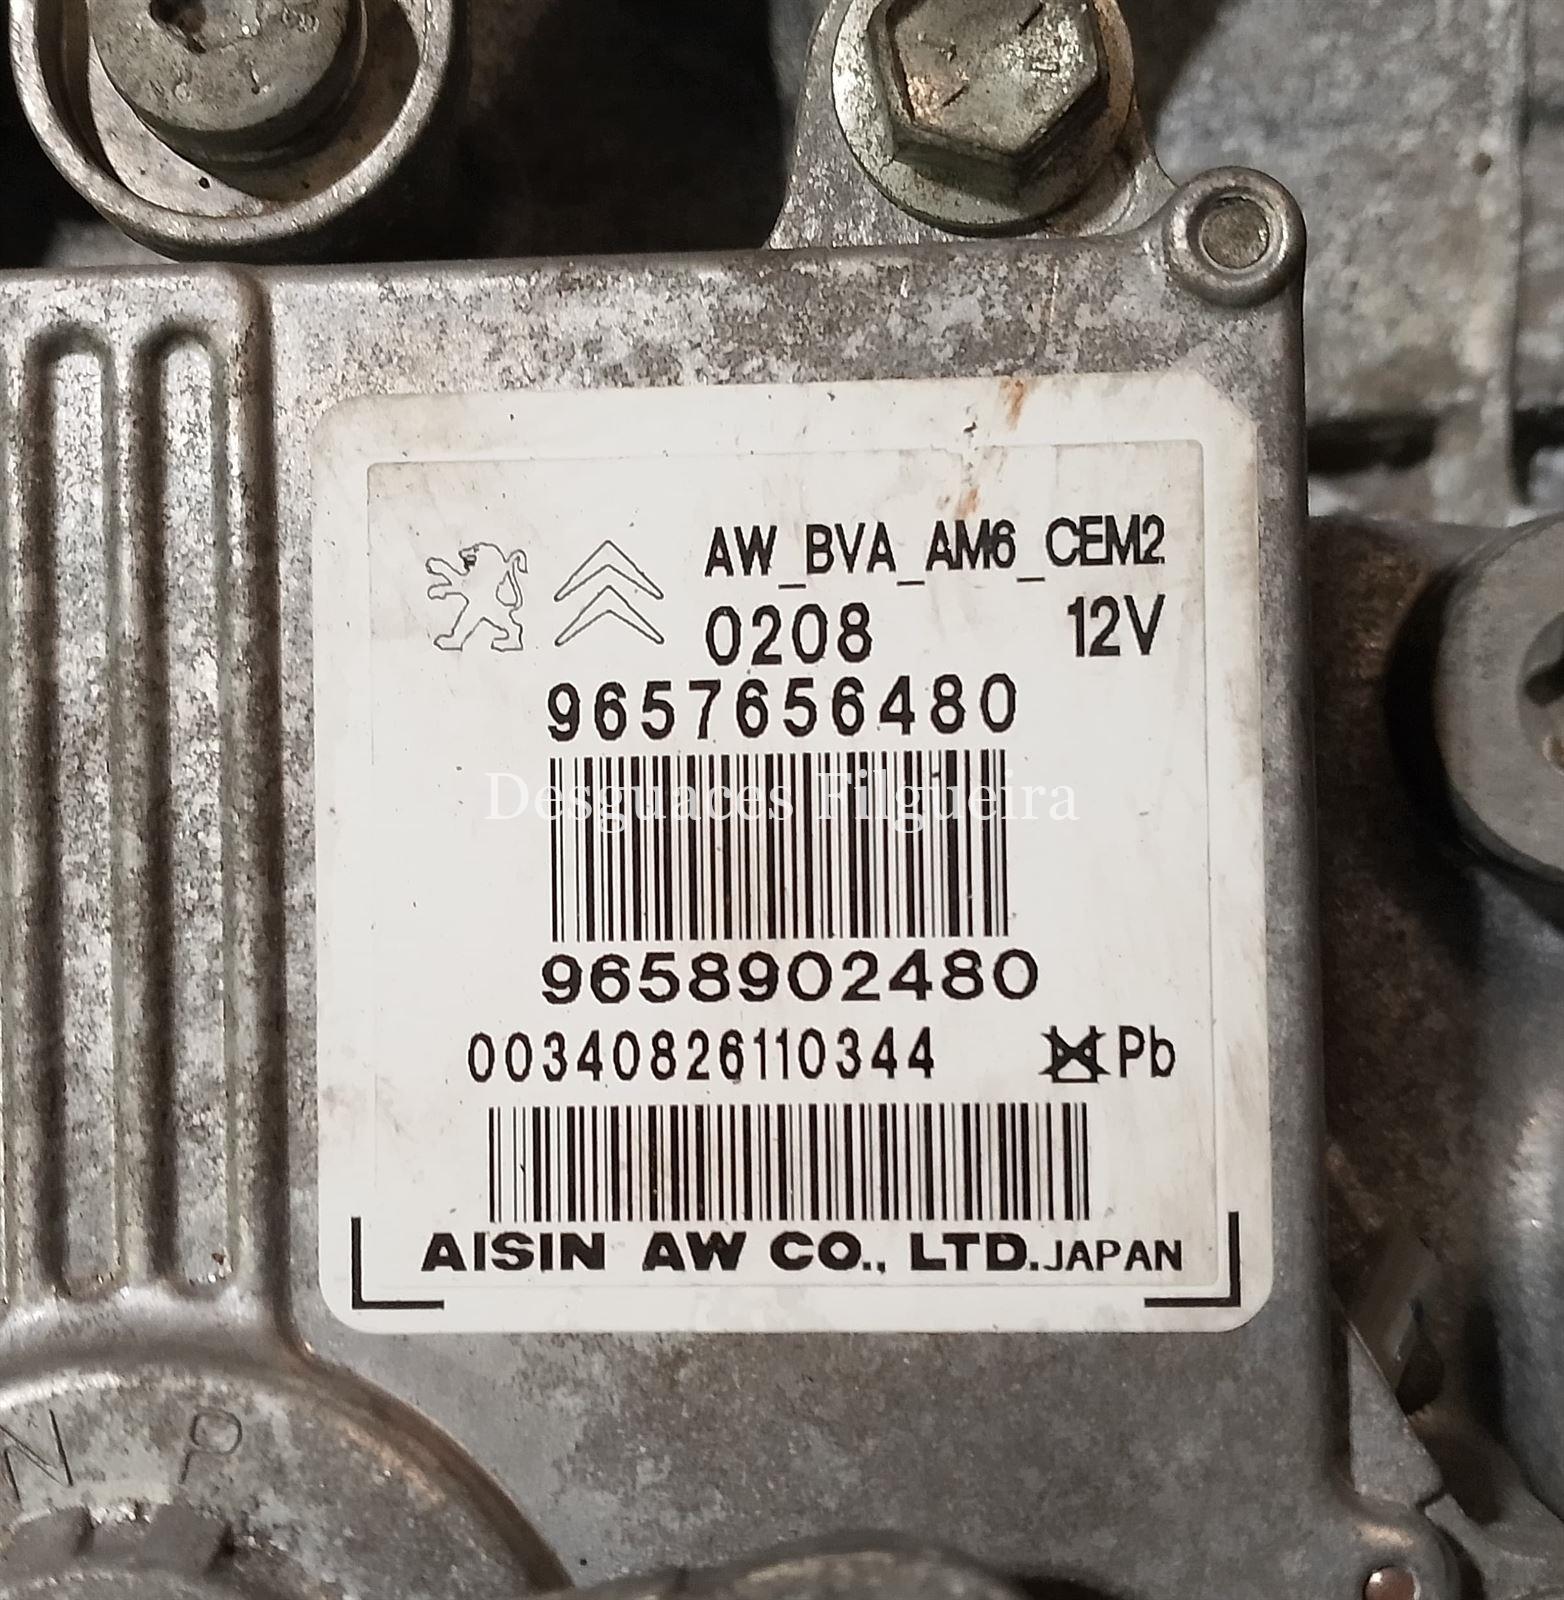 AW_BVA_AM6_CEM2
0208 12V
9657656480
Desguaces Filgueira
9658902480
00340826110344 Pb
AISIN AW CO., LTD. JAPAN
N P